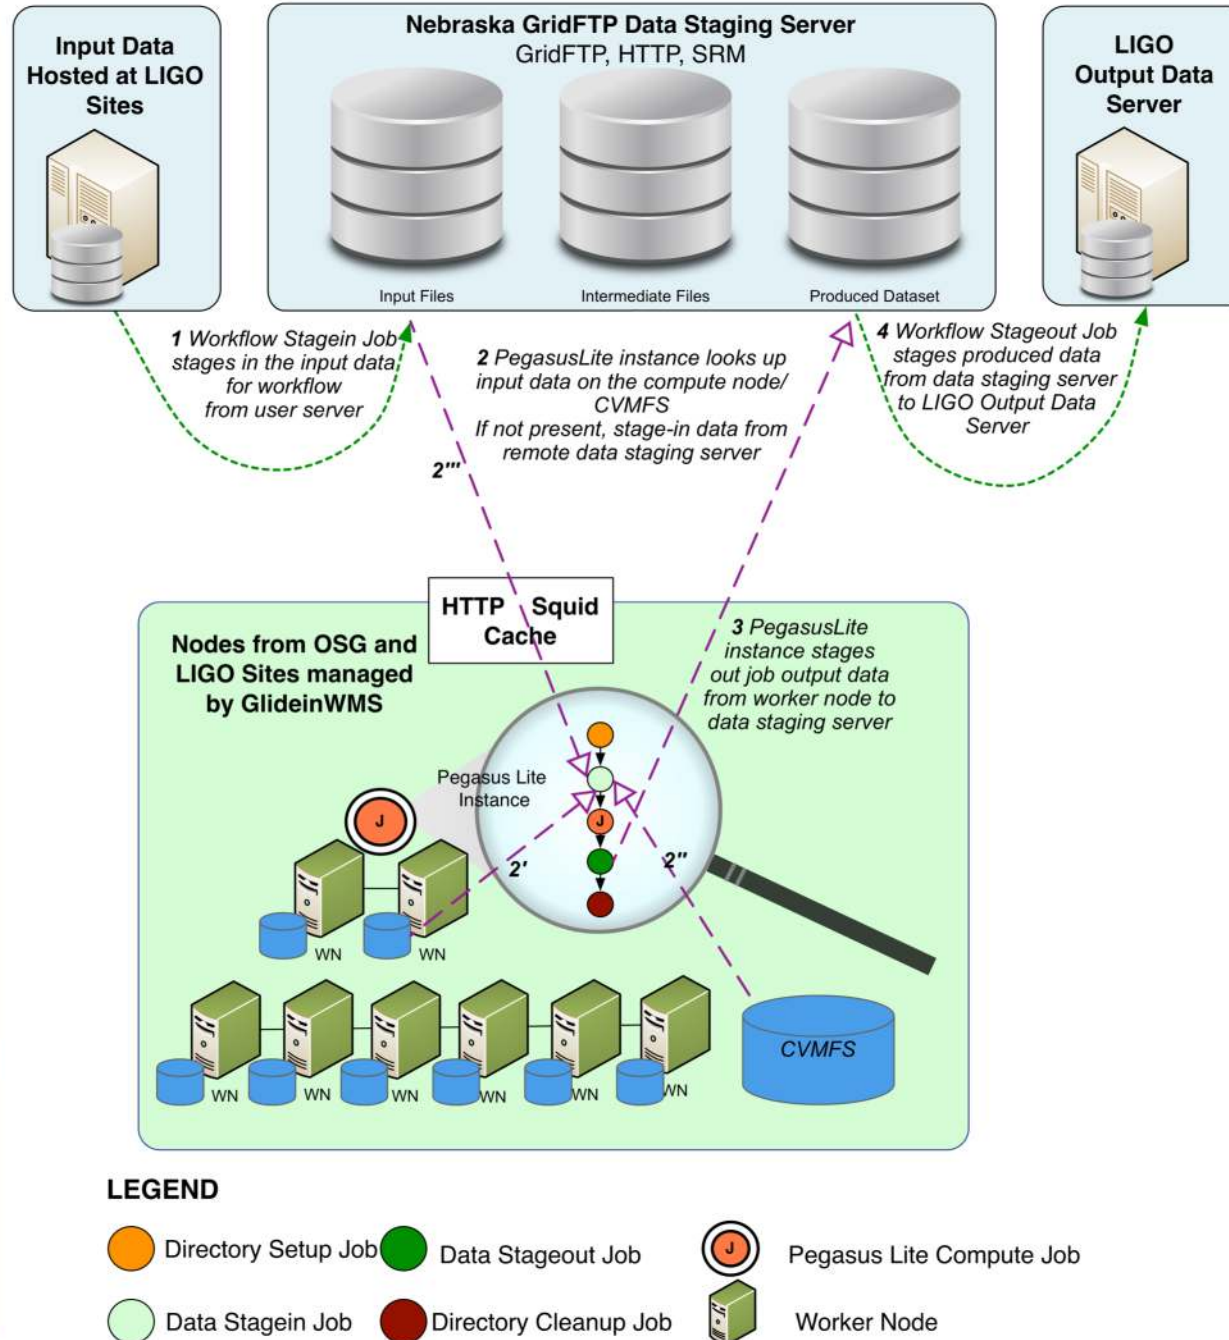 Input Data
Hosted at LIGO
Sites
Nebraska GridFTP Data Staging Server
GridFTP, HTTP, SRM
Input Files
Intermediate Files
Produced Dataset
LIGO
Output Data
Server
1 Workflow Stagein Job
stages in the input data
for workflow
from user server
2 PegasusLite instance looks up
input data on the compute node/
CVMFS
If not present, stage-in data from
remote data staging server
4 Workflow Stageout Job
stages produced data
from data staging server
to LIGO Output Data
Server
2'''
HTTP Squid
Cache
Nodes from OSG and
LIGO Sites managed
by GlideinWMS
3 PegasusLite
instance stages
out job output data
from worker node to
data staging server
Pegasus Lite
Instance
J
J
2'
2''
WN
WN
CVMFS
WN
WN
WN
WN
WN
WN
LEGEND
Directory Setup Job
Data Stageout Job
J
Pegasus Lite Compute Job
Data Stagein Job
Directory Cleanup Job
Worker Node